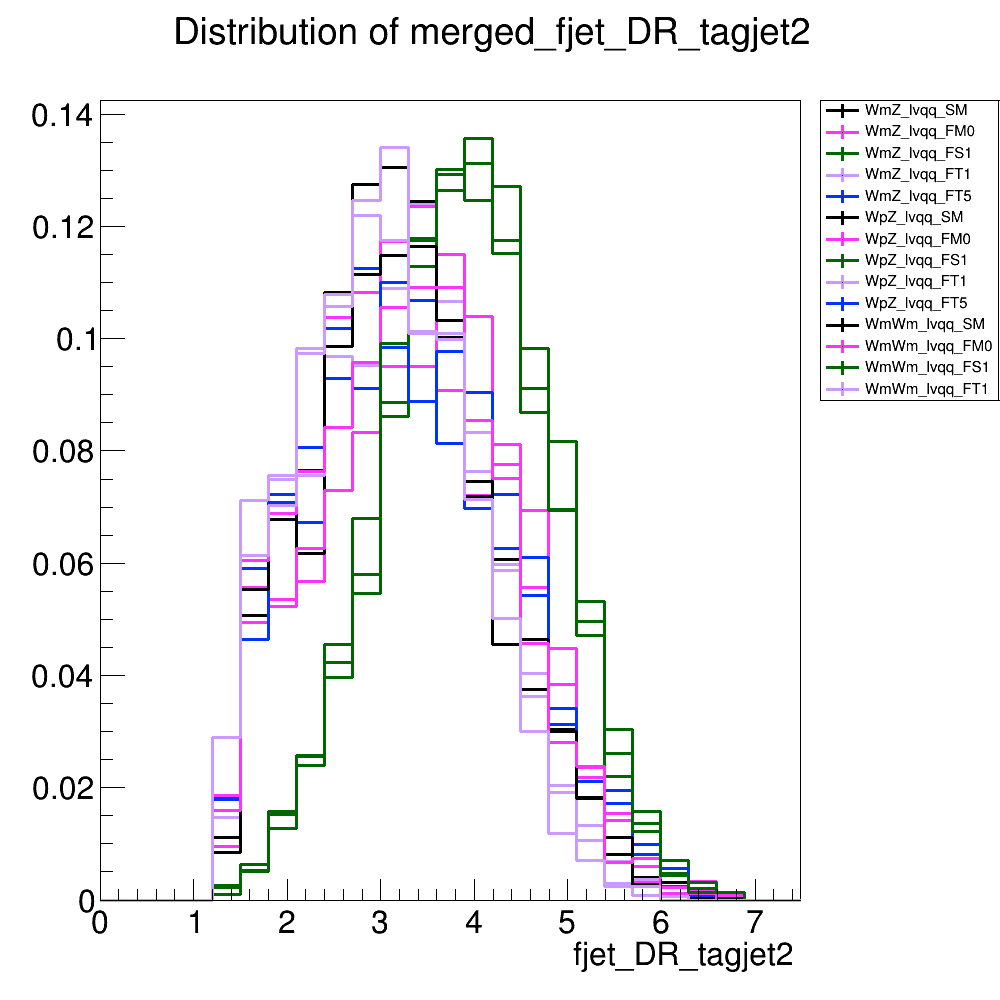 Distribution of merged_fjet_DR_tagjet2
0.14
0.12
0.1
0.08
0.06
0.04
0.02
0
0 1 2 3 4 5 6 7
fjet_DR_tagjet2
WmZ_lvqq_SM
WmZ_lvqq_FM0
WmZ_lvqq_FS1
WmZ_lvqq_FT1
WmZ_lvqq_FT5
WpZ_lvqq_SM
WpZ_lvqq_FM0
WpZ_lvqq_FS1
WpZ_lvqq_FT1
WpZ_lvqq_FT5
WmWm_lvqq_SM
WmWm_lvqq_FM0
WmWm_lvqq_FS1
WmWm_lvqq_FT1